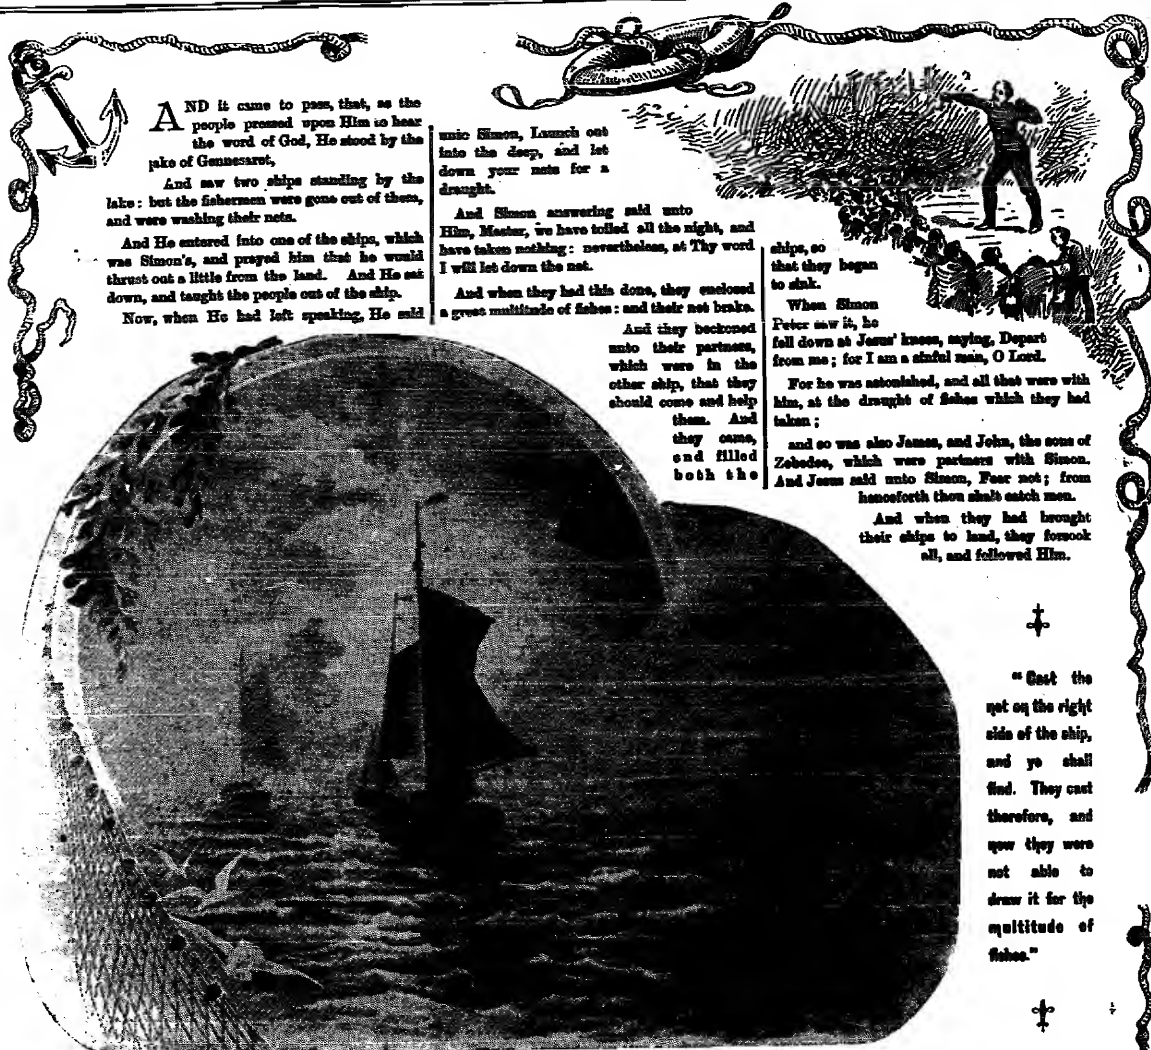 AND it came to pass, that, as the
people pressed upon Him to hear
the word of God, He stood by the
lake of Gennesaret,
And saw two ships standing by the
lake: but the fishermen were gone out of them,
and were washing their nets.
And He entered into one of the ships, which
was Simon's, and prayed him that he would
thrust out a little from the land. And He sat
down, and taught the people out of the ship.
Now, when He had left speaking, He said
unto Simon, Launch out
into the deep, and let
down your nets for a
draught.
And Simon answering said unto
Him, Master, we have toiled all the night, and
have taken nothing: nevertheless, at Thy word
I will let down the net.
And when they had this done, they enclosed
a great multitude of fishes: and their net brake.
And they beckoned
unto their partners,
which were in the
other ship, that they
should come and help
them. And
they came,
and filled
both the
ships, so
that they began
to sink.
When Simon
Peter saw it, he
fell down at Jesus' knees, saying, Depart
from me; for I am a sinful man, O Lord.
For he was astonished, and all that were with
him, at the draught of fishes which they had
taken;
and so was also James, and John, the sons of
Zebedee, which were partners with Simon.
And Jesus said unto Simon, Fear not; from
henceforth thou shalt catch men.
And when they had brought
their ships to land, they forsook
all, and followed Him.
"Cast the
net on the right
side of the ship,
and ye shall
find. They cast
therefore, and
now they were
not able to
draw it for the
multitude of
fishes."